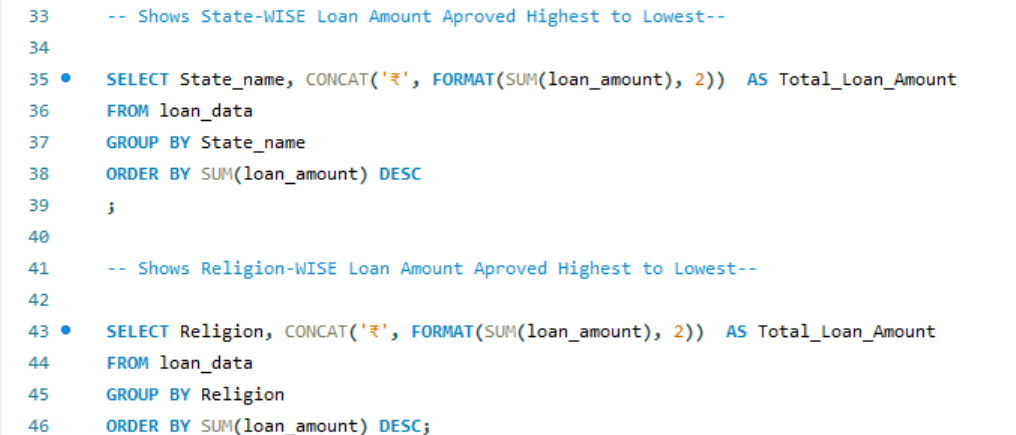 33 -- Shows State-WISE Loan Amount Aproved Highest to Lowest--
34
35 SELECT State_name, CONCAT('₹', FORMAT(SUM(loan_amount), 2))  AS Total_Loan_Amount
36 FROM loan_data
37 GROUP BY State_name
38 ORDER BY SUM(loan_amount) DESC
39 ;
40
41 -- Shows Religion-WISE Loan Amount Aproved Highest to Lowest--
42
43 SELECT Religion, CONCAT('₹', FORMAT(SUM(loan_amount), 2))  AS Total_Loan_Amount
44 FROM loan_data
45 GROUP BY Religion
46 ORDER BY SUM(loan_amount) DESC;